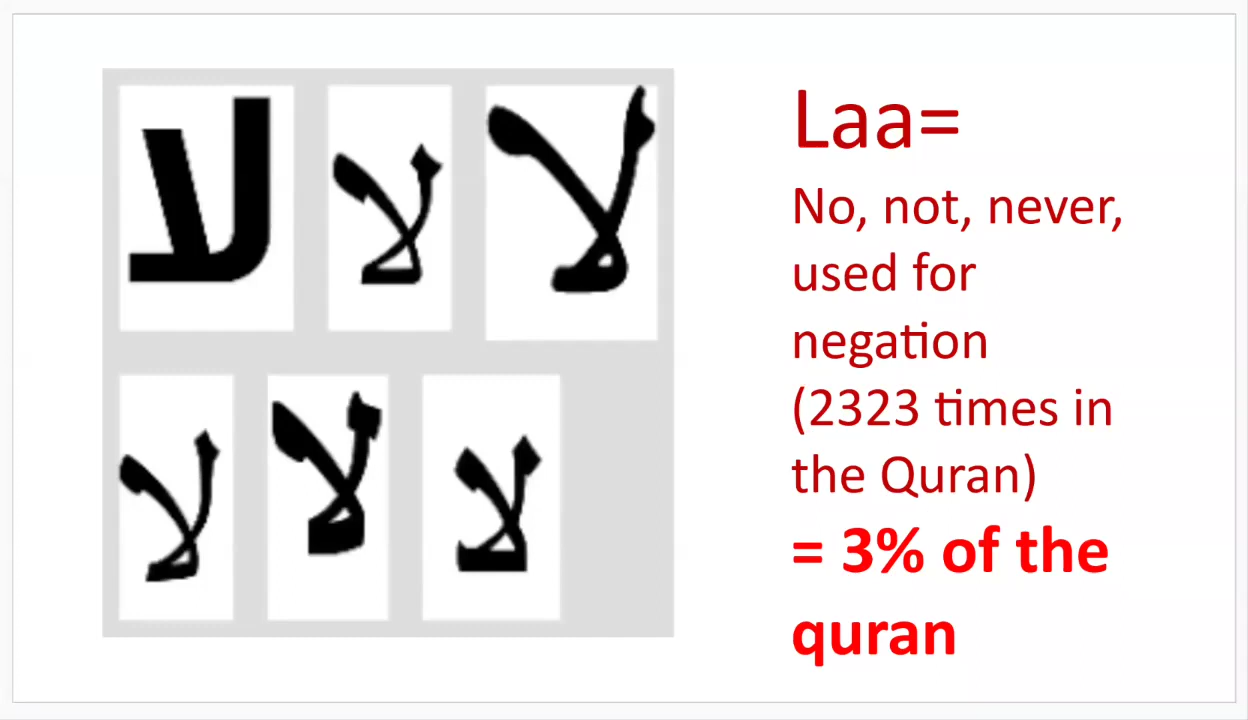 لا لا لا
لا لا لا
Laa=
No, not, never,
used for
negation
(2323 times in
the Quran)
= 3% of the
quran